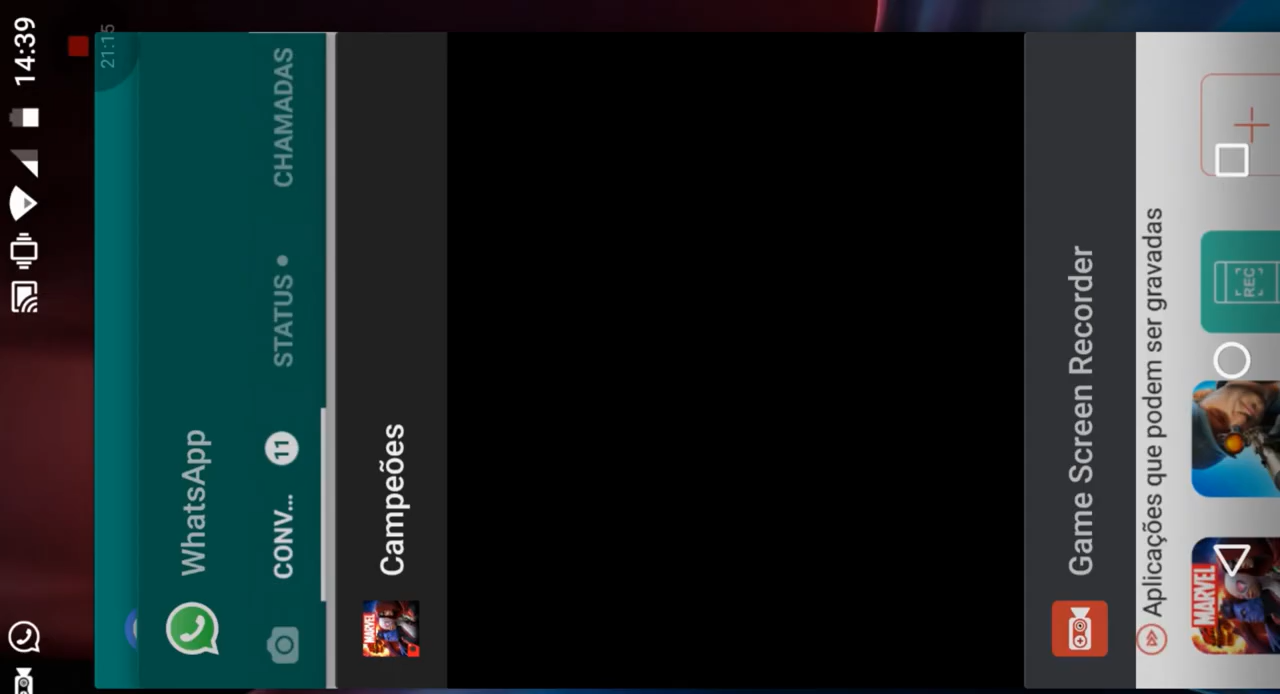 14:39
21:15
WhatsApp
CONV... 11 STATUS CHAMADAS
Campeões
Game Screen Recorder
Aplicações que podem ser gravadas
MARVEL
REC